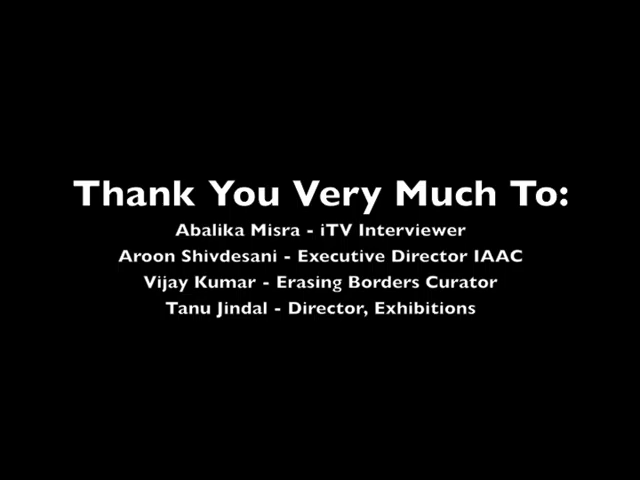 Thank You Very Much To:
Abalika Misra - iTV Interviewer
Aroon Shivdesani - Executive Director IAAC
Vijay Kumar - Erasing Borders Curator
Tanu Jindal - Director, Exhibitions